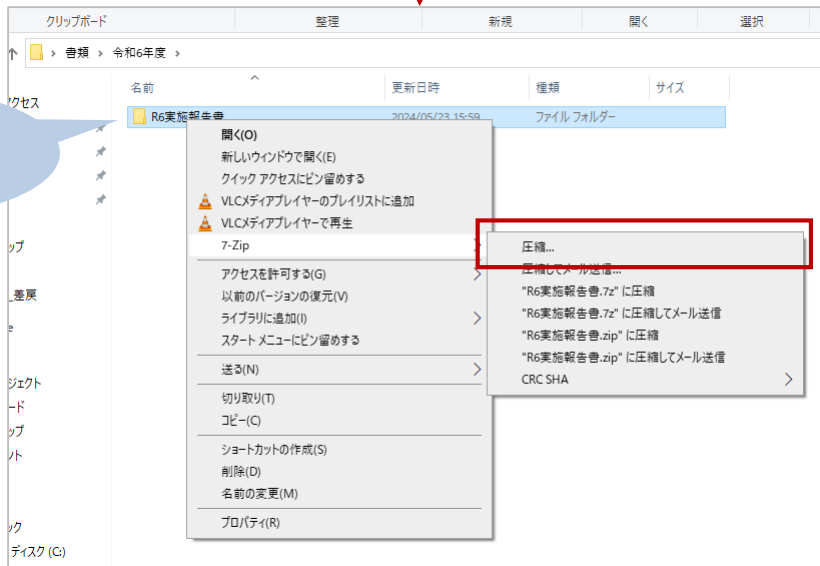 クリップボード 整理 新規 開く 選択
書類 令和6年度
名前 更新日時 種類 サイズ
R6実施報告書 2024/05/23 15:59 ファイル フォルダー
開く(O)
新しいウィンドウで開く(E)
クイック アクセスにピン留めする
VLCメディアプレイヤーのプレイリストに追加
VLCメディアプレイヤーで再生
7-Zip
アクセスを許可する(G)
以前のバージョンの復元(V)
ライブラリに追加(I)
スタート メニューにピン留めする
送る(N)
切り取り(T)
コピー(C)
ショートカットの作成(S)
削除(D)
名前の変更(M)
プロパティ(R)
圧縮...
圧縮してメール送信...
"R6実施報告書.7z" に圧縮
"R6実施報告書.7z" に圧縮してメール送信
"R6実施報告書.zip" に圧縮
"R6実施報告書.zip" に圧縮してメール送信
CRC SHA
クセス
ップ
_差戻
e
ジェクト
ード
ップ
ント
ック
ディスク (C:)